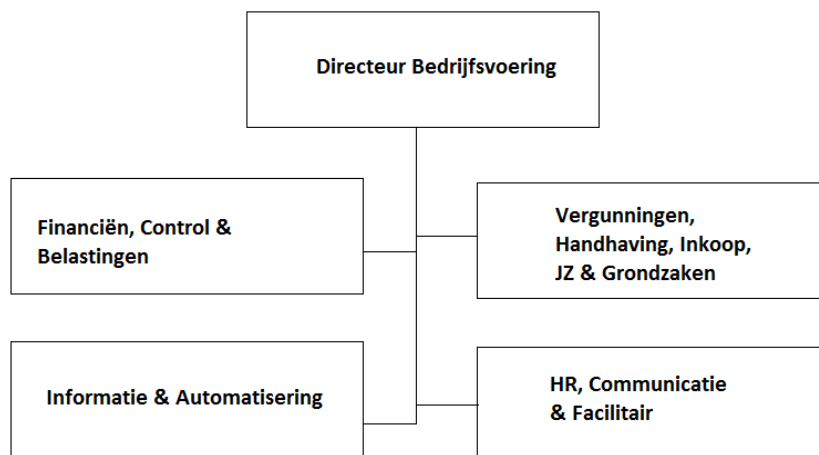 Directeur Bedrijfsvoering
Financiën, Control &
Belastingen
Vergunningen,
Handhaving, Inkoop,
JZ & Grondzaken
Informatie & Automatisering
HR, Communicatie
& Facilitair